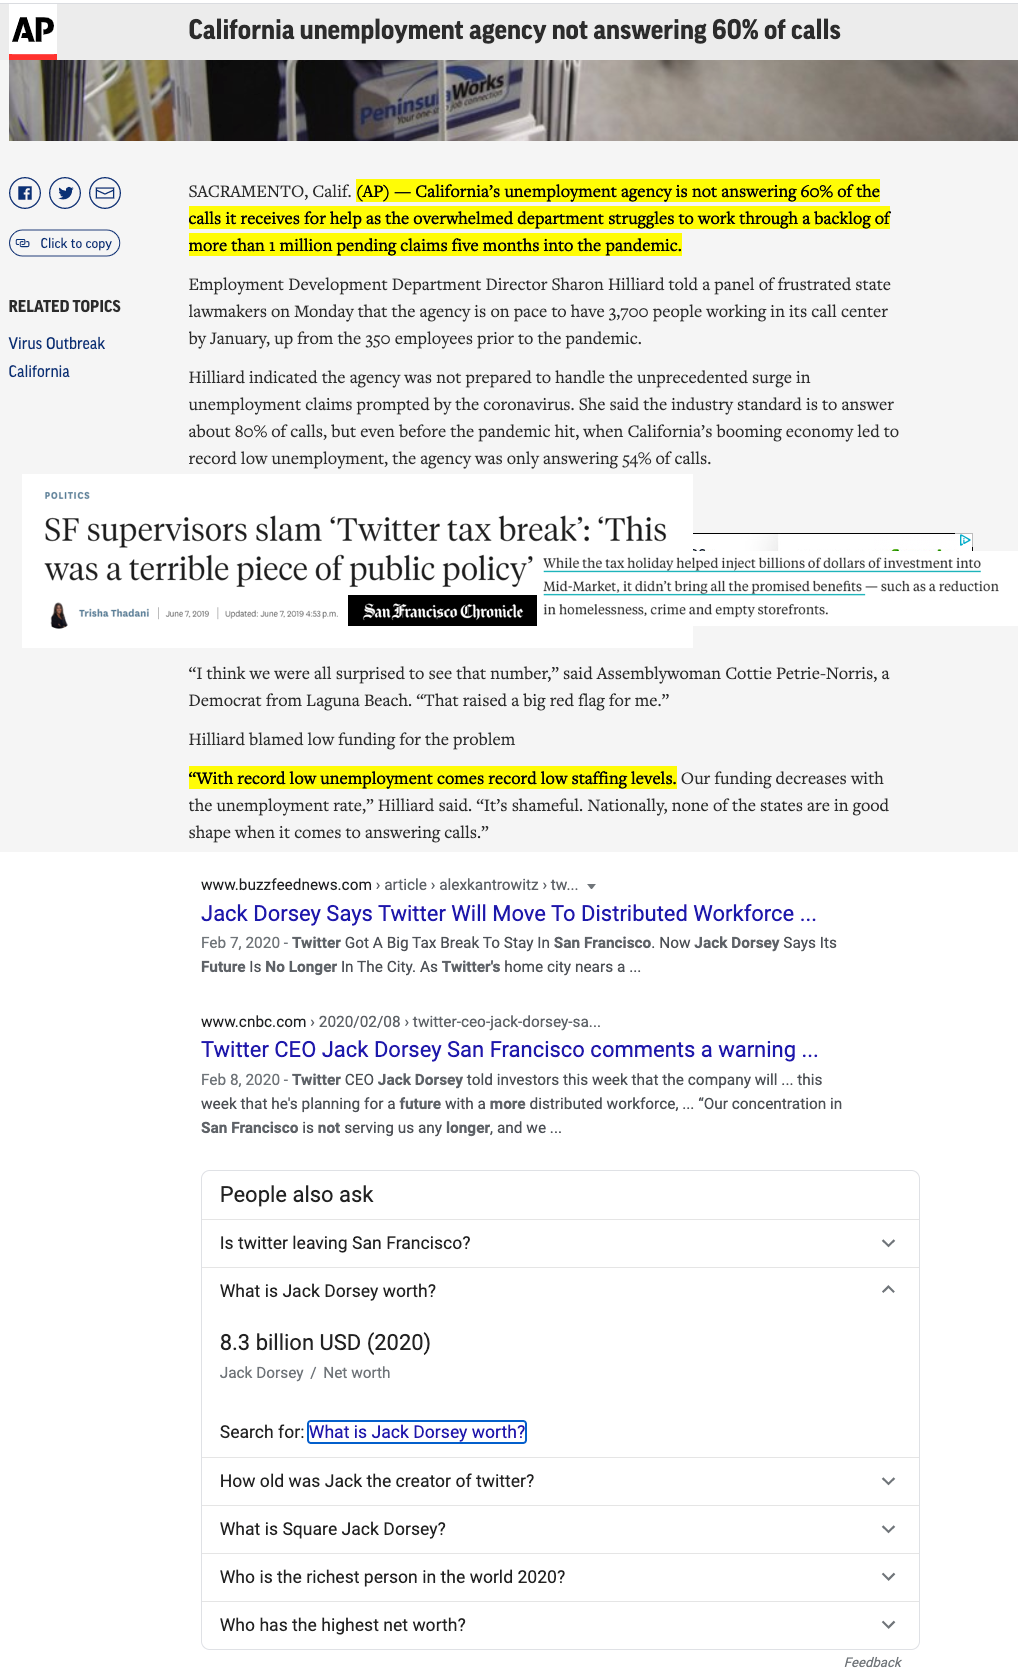 AP
California unemployment agency not answering 60% of calls
PeninsulaWorks
Your one-stop job connection
SACRAMENTO, Calif. (AP) — California’s unemployment agency is not answering 60% of the
calls it receives for help as the overwhelmed department struggles to work through a backlog of
more than 1 million pending claims five months into the pandemic.
Click to copy
Employment Development Department Director Sharon Hilliard told a panel of frustrated state
lawmakers on Monday that the agency is on pace to have 3,700 people working in its call center
by January, up from the 350 employees prior to the pandemic.
RELATED TOPICS
Virus Outbreak
California
Hilliard indicated the agency was not prepared to handle the unprecedented surge in
unemployment claims prompted by the coronavirus. She said the industry standard is to answer
about 80% of calls, but even before the pandemic hit, when California’s booming economy led to
record low unemployment, the agency was only answering 54% of calls.
POLITICS
SF supervisors slam ‘Twitter tax break’: ‘This
was a terrible piece of public policy’
Trisha Thadani | June 7, 2019 | Updated: June 7, 2019 4:53 p.m.
San Francisco Chronicle
While the tax holiday helped inject billions of dollars of investment into
Mid-Market, it didn’t bring all the promised benefits — such as a reduction
in homelessness, crime and empty storefronts.
“I think we were all surprised to see that number,” said Assemblywoman Cottie Petrie-Norris, a
Democrat from Laguna Beach. “That raised a big red flag for me.”
Hilliard blamed low funding for the problem
“With record low unemployment comes record low staffing levels. Our funding decreases with
the unemployment rate,” Hilliard said. “It’s shameful. Nationally, none of the states are in good
shape when it comes to answering calls.”
www.buzzfeednews.com › article › alexkantrowitz › tw...
Jack Dorsey Says Twitter Will Move To Distributed Workforce ...
Feb 7, 2020 - Twitter Got A Big Tax Break To Stay In San Francisco. Now Jack Dorsey Says Its
Future Is No Longer In The City. As Twitter's home city nears a ...
www.cnbc.com › 2020/02/08 › twitter-ceo-jack-dorsey-sa...
Twitter CEO Jack Dorsey San Francisco comments a warning ...
Feb 8, 2020 - Twitter CEO Jack Dorsey told investors this week that the company will ... this
week that he's planning for a future with a more distributed workforce, ... “Our concentration in
San Francisco is not serving us any longer, and we ...
People also ask
Is twitter leaving San Francisco?
What is Jack Dorsey worth?
8.3 billion USD (2020)
Jack Dorsey / Net worth
Search for: What is Jack Dorsey worth?
How old was Jack the creator of twitter?
What is Square Jack Dorsey?
Who is the richest person in the world 2020?
Who has the highest net worth?
Feedback